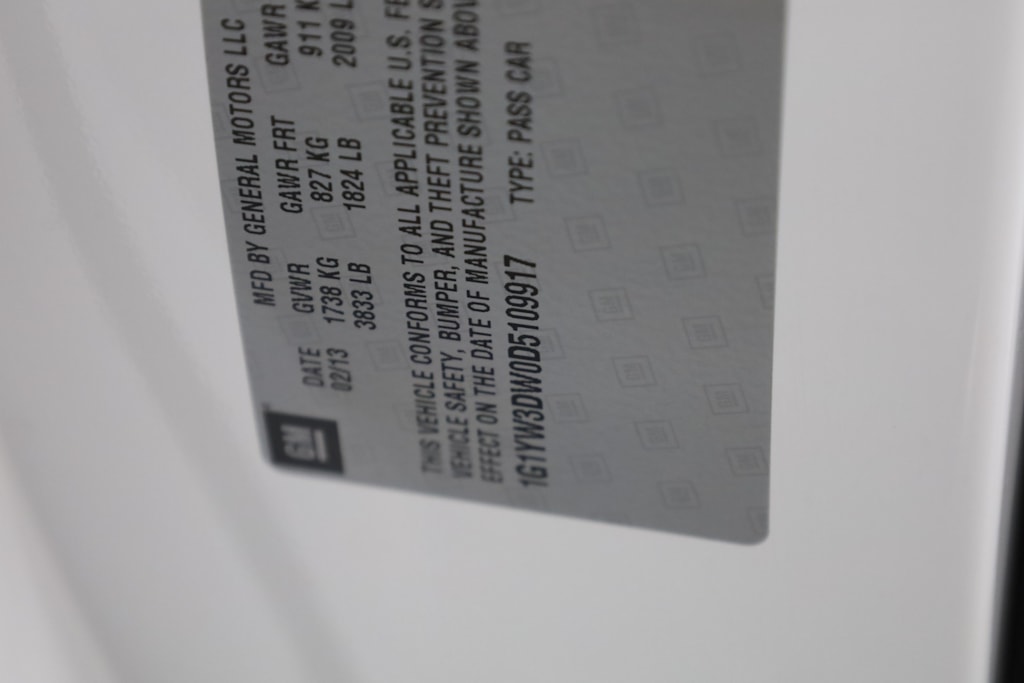 MFD BY GENERAL MOTORS LLC
DATE GVWR GAWR FRT GAWR
02/13 1738 KG 827 KG 911 K
3833 LB 1824 LB 2009 L
THIS VEHICLE CONFORMS TO ALL APPLICABLE U.S. FE
VEHICLE SAFETY, BUMPER, AND THEFT PREVENTION S
EFFECT ON THE DATE OF MANUFACTURE SHOWN ABOV
1G1YW3DW0D5109917 TYPE: PASS CAR
GM